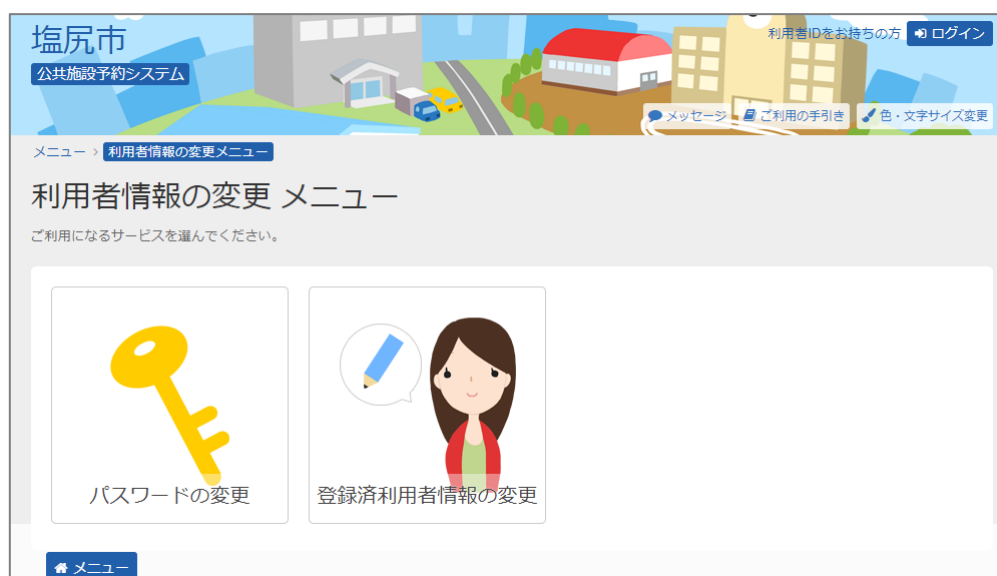 塩尻市
利用者IDをお持ちの方 ログイン
公共施設予約システム
メッセージ ご利用の手引き 色・文字サイズ変更
メニュー > 利用者情報の変更メニュー
利用者情報の変更 メニュー
ご利用になるサービスを選んでください。
パスワードの変更 登録済利用者情報の変更
メニュー